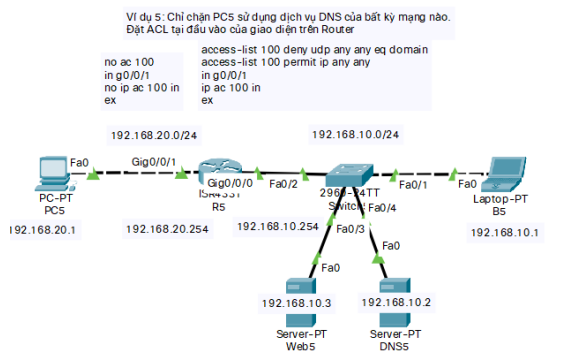 Ví dụ 5: Chỉ chặn PC5 sử dụng dịch vụ DNS của bất kỳ mạng nào.
Đặt ACL tại đầu vào của giao diện trên Router
no ac 100
in g0/0/1
no ip ac 100 in
ex
access-list 100 deny udp any any eq domain
access-list 100 permit ip any any
in g0/0/1
ip ac 100 in
ex
192.168.20.0/24
192.168.10.0/24
Fa0
Gig0/0/1
Gig0/0/0
Fa0/2
Fa0/1
Fa0
PC-PT
PC5
ISR4331
R5
2960-24TT
Switch5
Laptop-PT
B5
192.168.20.1
192.168.20.254
192.168.10.254
192.168.10.1
Fa0/4
Fa0/3
Fa0
Fa0
192.168.10.3
192.168.10.2
Server-PT
Web5
Server-PT
DNS5